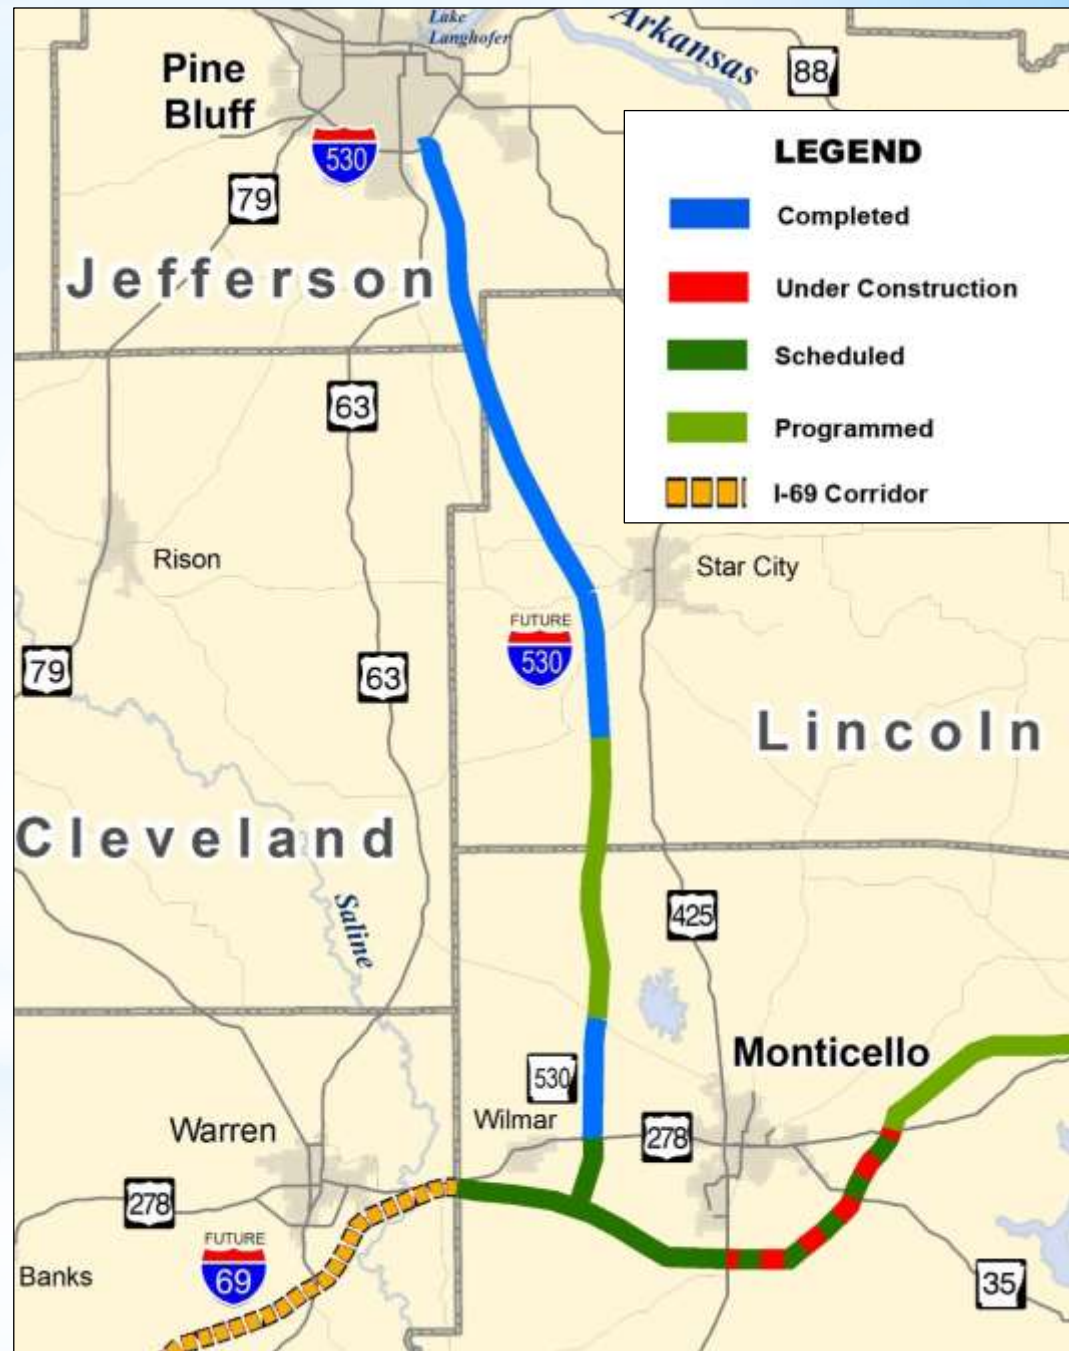 Lake
Langhofer
Arkansas
Pine
Bluff
88
530
79
LEGEND
Completed
Under Construction
Scheduled
Programmed
I-69 Corridor
Jefferson
63
Rison
Star City
FUTURE
530
79
63
Lincoln
Cleveland
Saline
425
Monticello
530
Wilmar
278
Warren
278
FUTURE
69
Banks
35